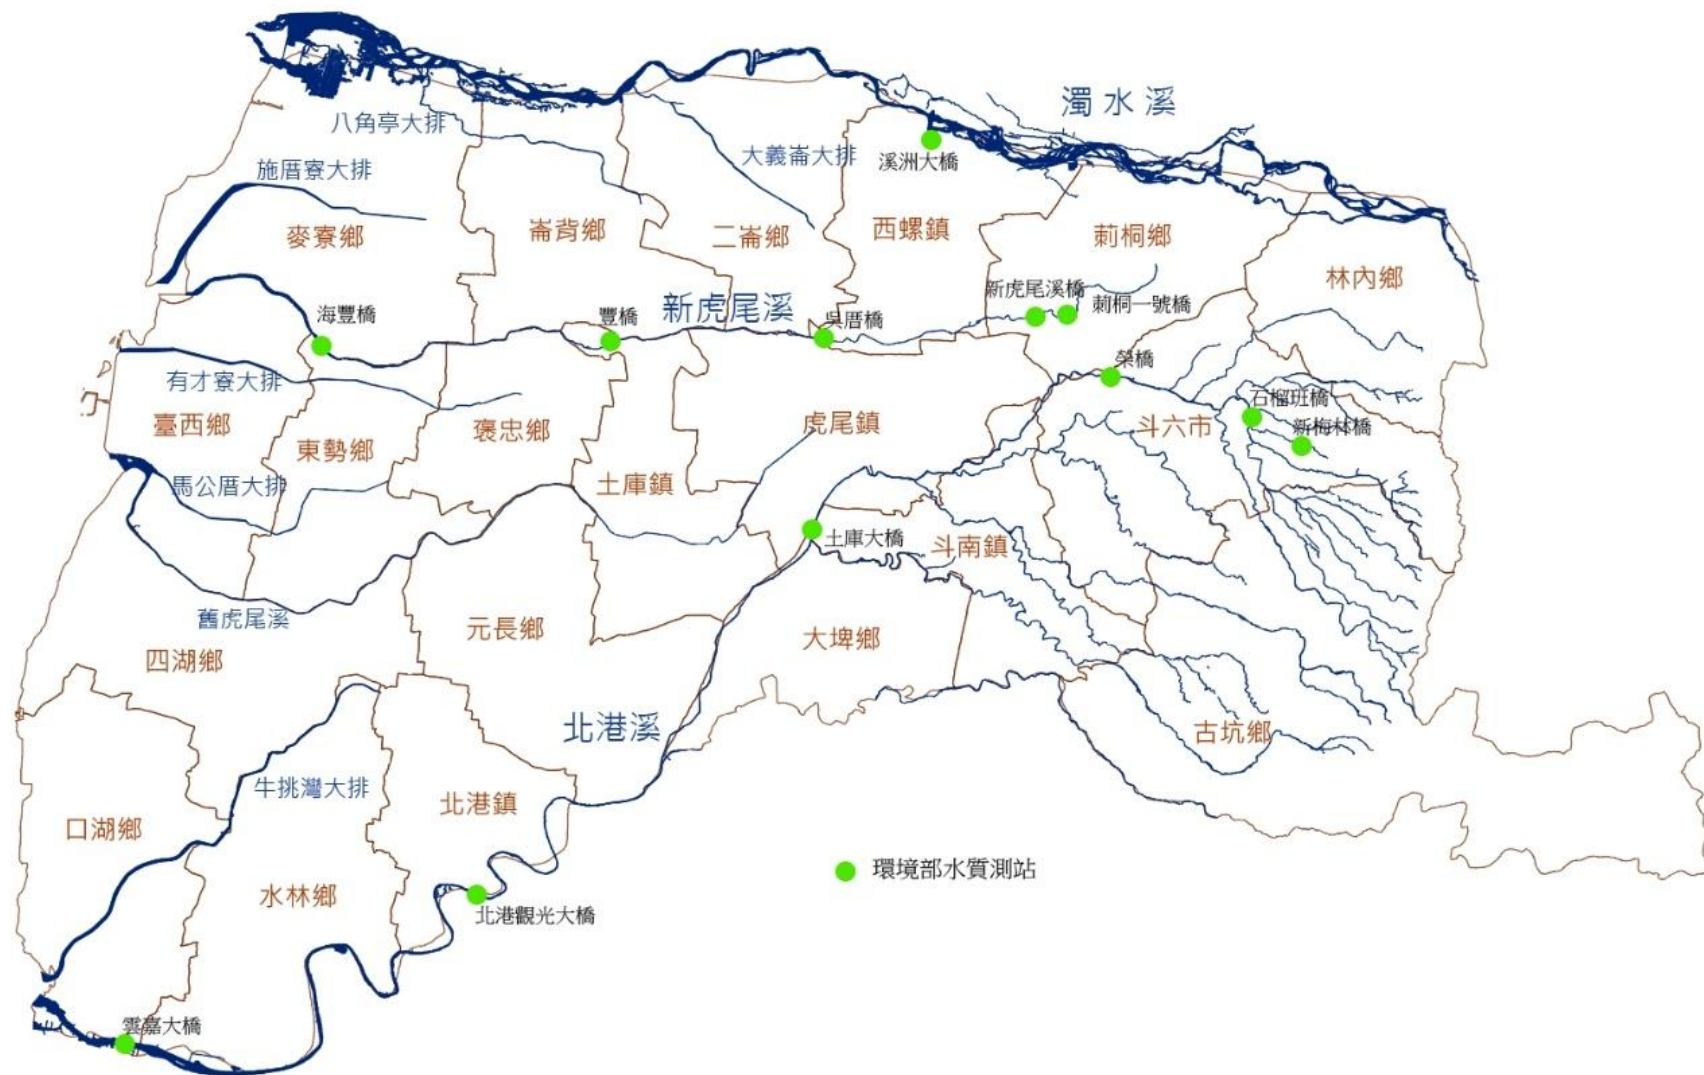 濁水溪
八角亭大排
大義崙大排
溪洲大橋
施厝寮大排
麥寮鄉
崙背鄉
二崙鄉
西螺鎮
莿桐鄉
林內鄉
新虎尾溪橋
莿桐一號橋
新虎尾溪
海豐橋
豐橋
吳厝橋
榮橋
有才寮大排
石榴班橋
臺西鄉
東勢鄉
褒忠鄉
虎尾鎮
斗六市
新梅林橋
馬公厝大排
土庫鎮
土庫大橋
斗南鎮
舊虎尾溪
元長鄉
大埤鄉
四湖鄉
北港溪
古坑鄉
牛挑灣大排
北港鎮
口湖鄉
環境部水質測站
水林鄉
北港觀光大橋
雲嘉大橋